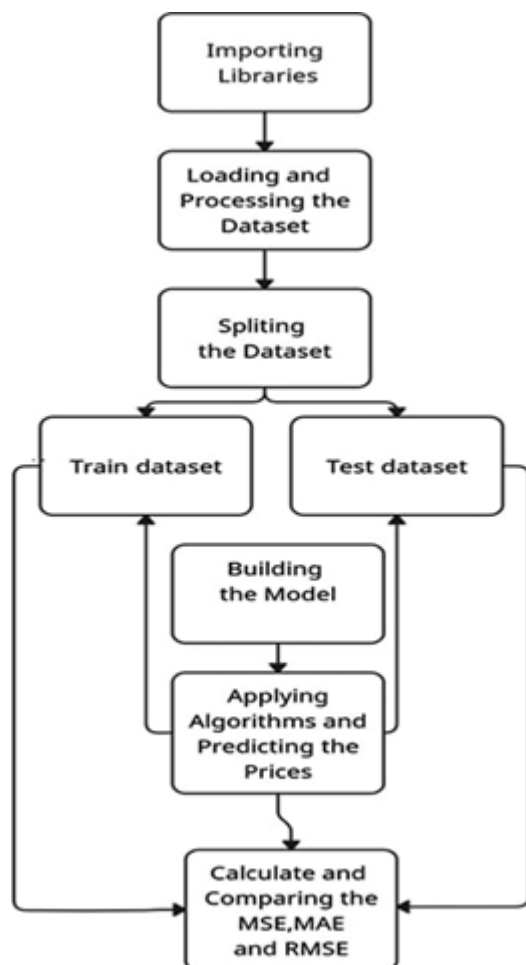 Importing
Libraries
Loading and
Processing the
Dataset
Spliting
the Dataset
Train dataset
Test dataset
Building
the Model
Applying
Algorithms and
Predicting the
Prices
Calculate and
Comparing the
MSE,MAE
and RMSE